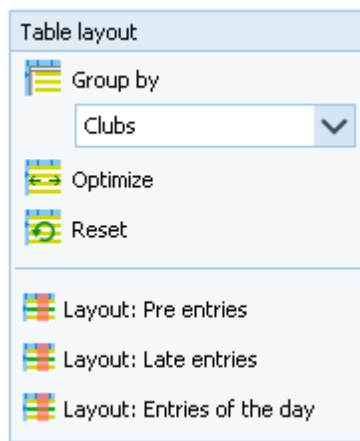 Table layout
Group by
Clubs
Optimize
Reset
Layout: Pre entries
Layout: Late entries
Layout: Entries of the day